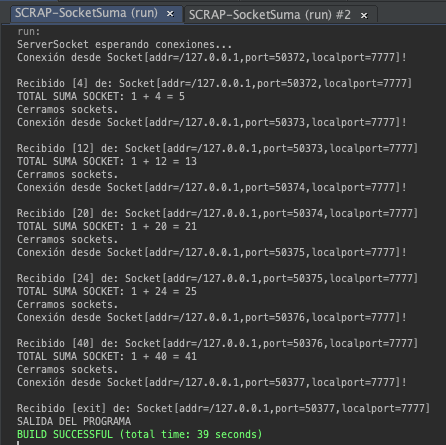 SCRAP-SocketSuma (run) × SCRAP-SocketSuma (run) #2 ×
run:
ServerSocket esperando conexiones...
Conexión desde Socket[addr=/127.0.0.1,port=50372,localport=7777]!
Recibido [4] de: Socket[addr=/127.0.0.1,port=50372,localport=7777]
TOTAL SUMA SOCKET: 1 + 4 = 5
Cerramos sockets.
Conexión desde Socket[addr=/127.0.0.1,port=50373,localport=7777]!
Recibido [12] de: Socket[addr=/127.0.0.1,port=50373,localport=7777]
TOTAL SUMA SOCKET: 1 + 12 = 13
Cerramos sockets.
Conexión desde Socket[addr=/127.0.0.1,port=50374,localport=7777]!
Recibido [20] de: Socket[addr=/127.0.0.1,port=50374,localport=7777]
TOTAL SUMA SOCKET: 1 + 20 = 21
Cerramos sockets.
Conexión desde Socket[addr=/127.0.0.1,port=50375,localport=7777]!
Recibido [24] de: Socket[addr=/127.0.0.1,port=50375,localport=7777]
TOTAL SUMA SOCKET: 1 + 24 = 25
Cerramos sockets.
Conexión desde Socket[addr=/127.0.0.1,port=50376,localport=7777]!
Recibido [40] de: Socket[addr=/127.0.0.1,port=50376,localport=7777]
TOTAL SUMA SOCKET: 1 + 40 = 41
Cerramos sockets.
Conexión desde Socket[addr=/127.0.0.1,port=50377,localport=7777]!
Recibido [exit] de: Socket[addr=/127.0.0.1,port=50377,localport=7777]
SALIDA DEL PROGRAMA
BUILD SUCCESSFUL (total time: 39 seconds)